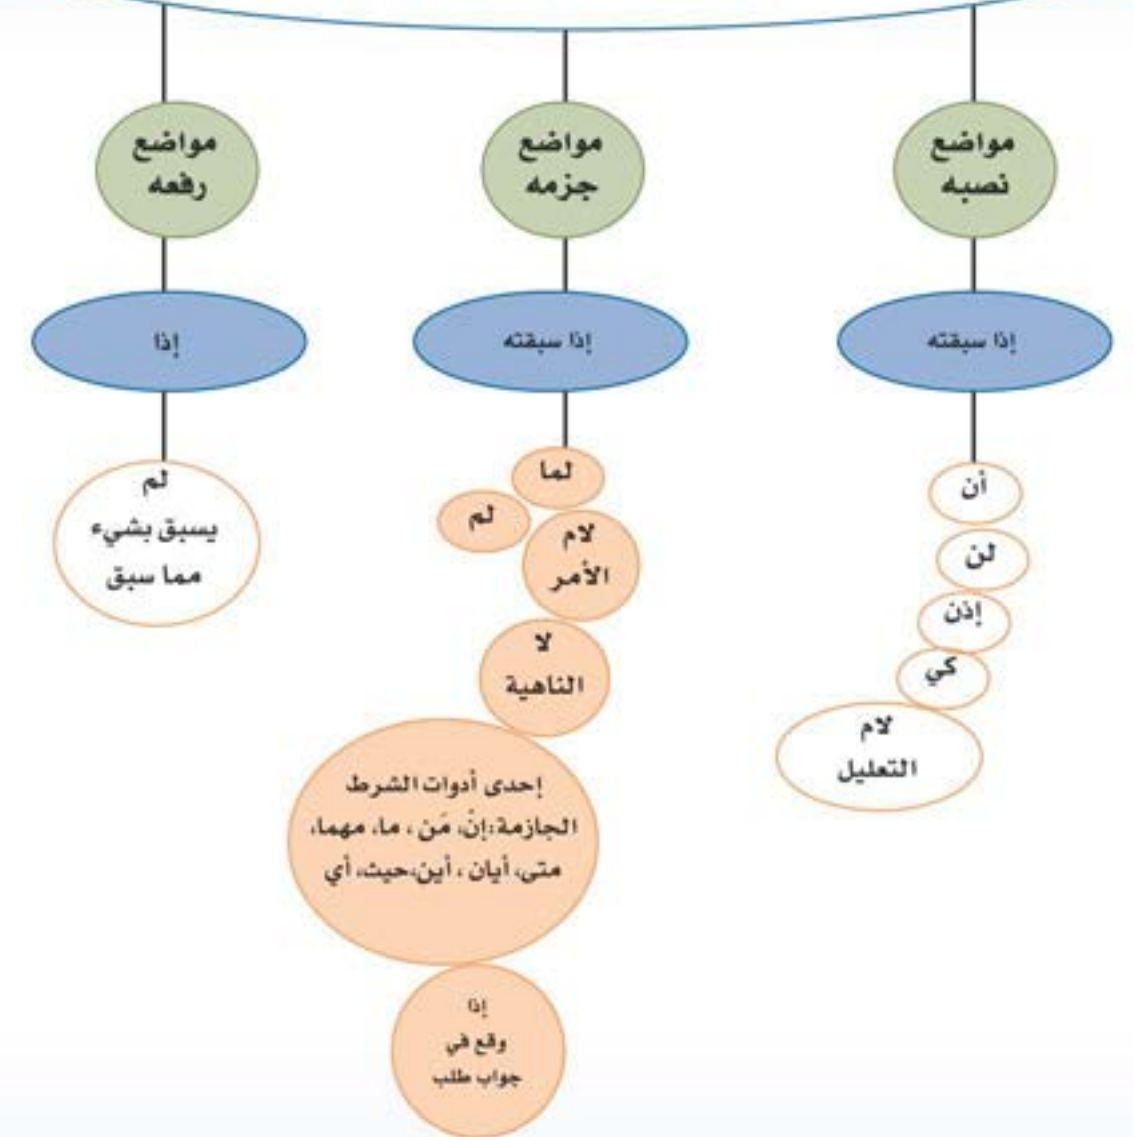 مواضع
نصبه
إذا سبقته
أن
لن
إذن
كي
لام
التعليل
مواضع
جزمه
إذا سبقته
لما
لم
لام
الأمر
لا
الناهية
إحدى أدوات الشرط
الجازمة:إنْ، مَن ، ما، مهما،
متى، أيان ، أين،حيث، أي
إذا
وقع في
جواب طلب
مواضع
رفعه
إذا
لم
يسبق بشيء
مما سبق